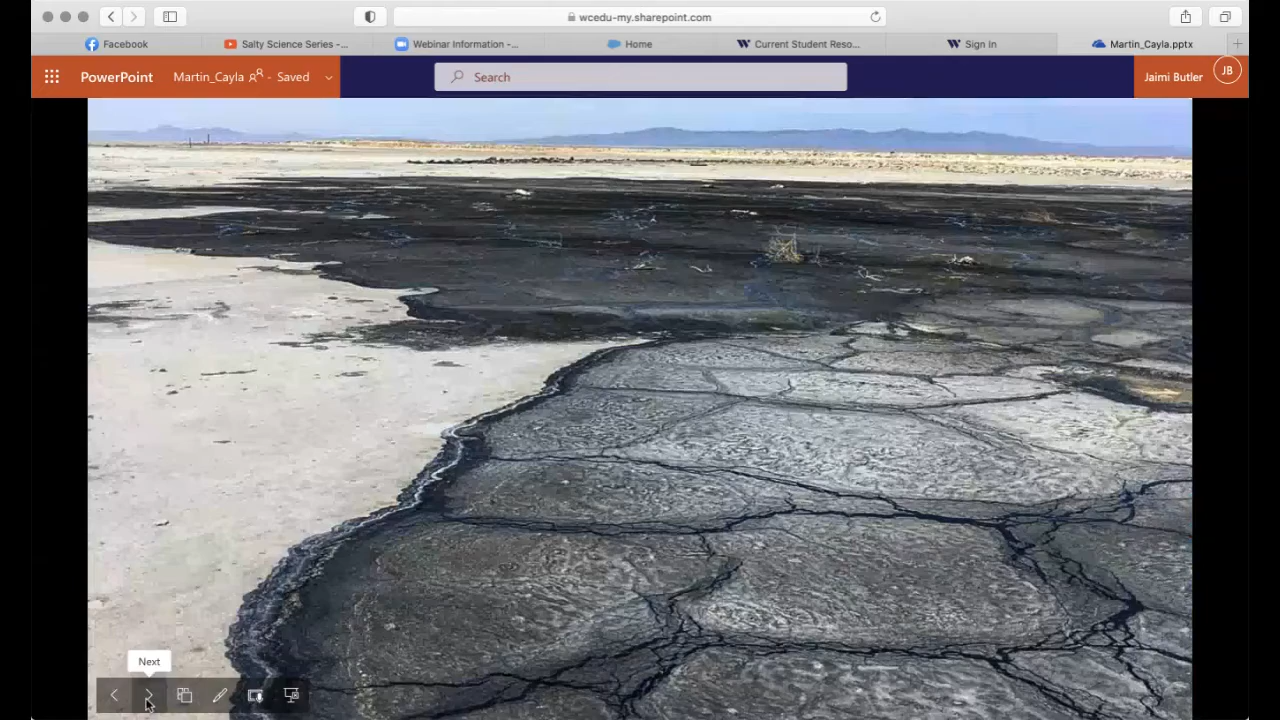 wcedu-my.sharepoint.com
Facebook
Salty Science Series -...
Webinar Information -...
Home
Current Student Reso...
Sign In
Martin_Cayla.pptx
PowerPoint
Martin_Cayla - Saved
Search
Jaimi Butler
JB
Next